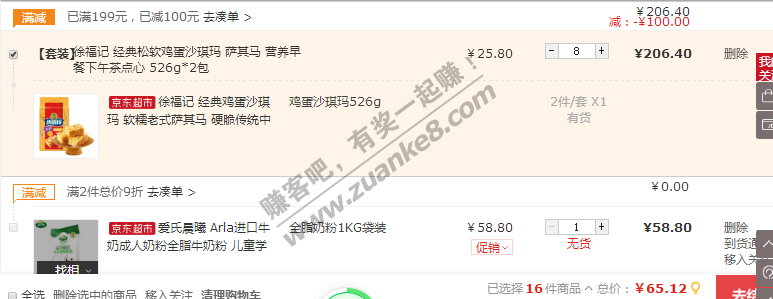 满减 已满199元，已减100元 去凑单 >
￥206.40
减：-￥100.00
【套装】徐福记 经典松软鸡蛋沙琪玛 萨其马 营养早
餐下午茶点心 526g*2包
￥25.80
- 8 +
￥206.40
删除
京东超市 徐福记 经典鸡蛋沙琪
玛 软糯老式萨其马 硬脆传统中
鸡蛋沙琪玛526g
2件/套 X1
有货
满减 满2件总价9折 去凑单 >
￥0.00
京东超市 爱氏晨曦 Arla进口牛
奶成人奶粉全脂牛奶粉 儿童学
全脂奶粉1KG袋装
￥58.80
促销
- 1 +
无货
￥58.80
删除
到货通
移入关
找相
全选 删除选中的商品 移入关注 清理购物车
已选择 16 件商品 总价：￥65.12
去结
我的
关注
赚客吧，有奖一起赚！
www.zuanke8.com